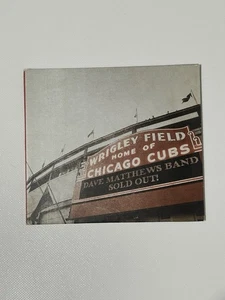 WRIGLEY FIELD
HOME OF
CHICAGO CUBS
DAVE MATTHEWS BAND
SOLD OUT!